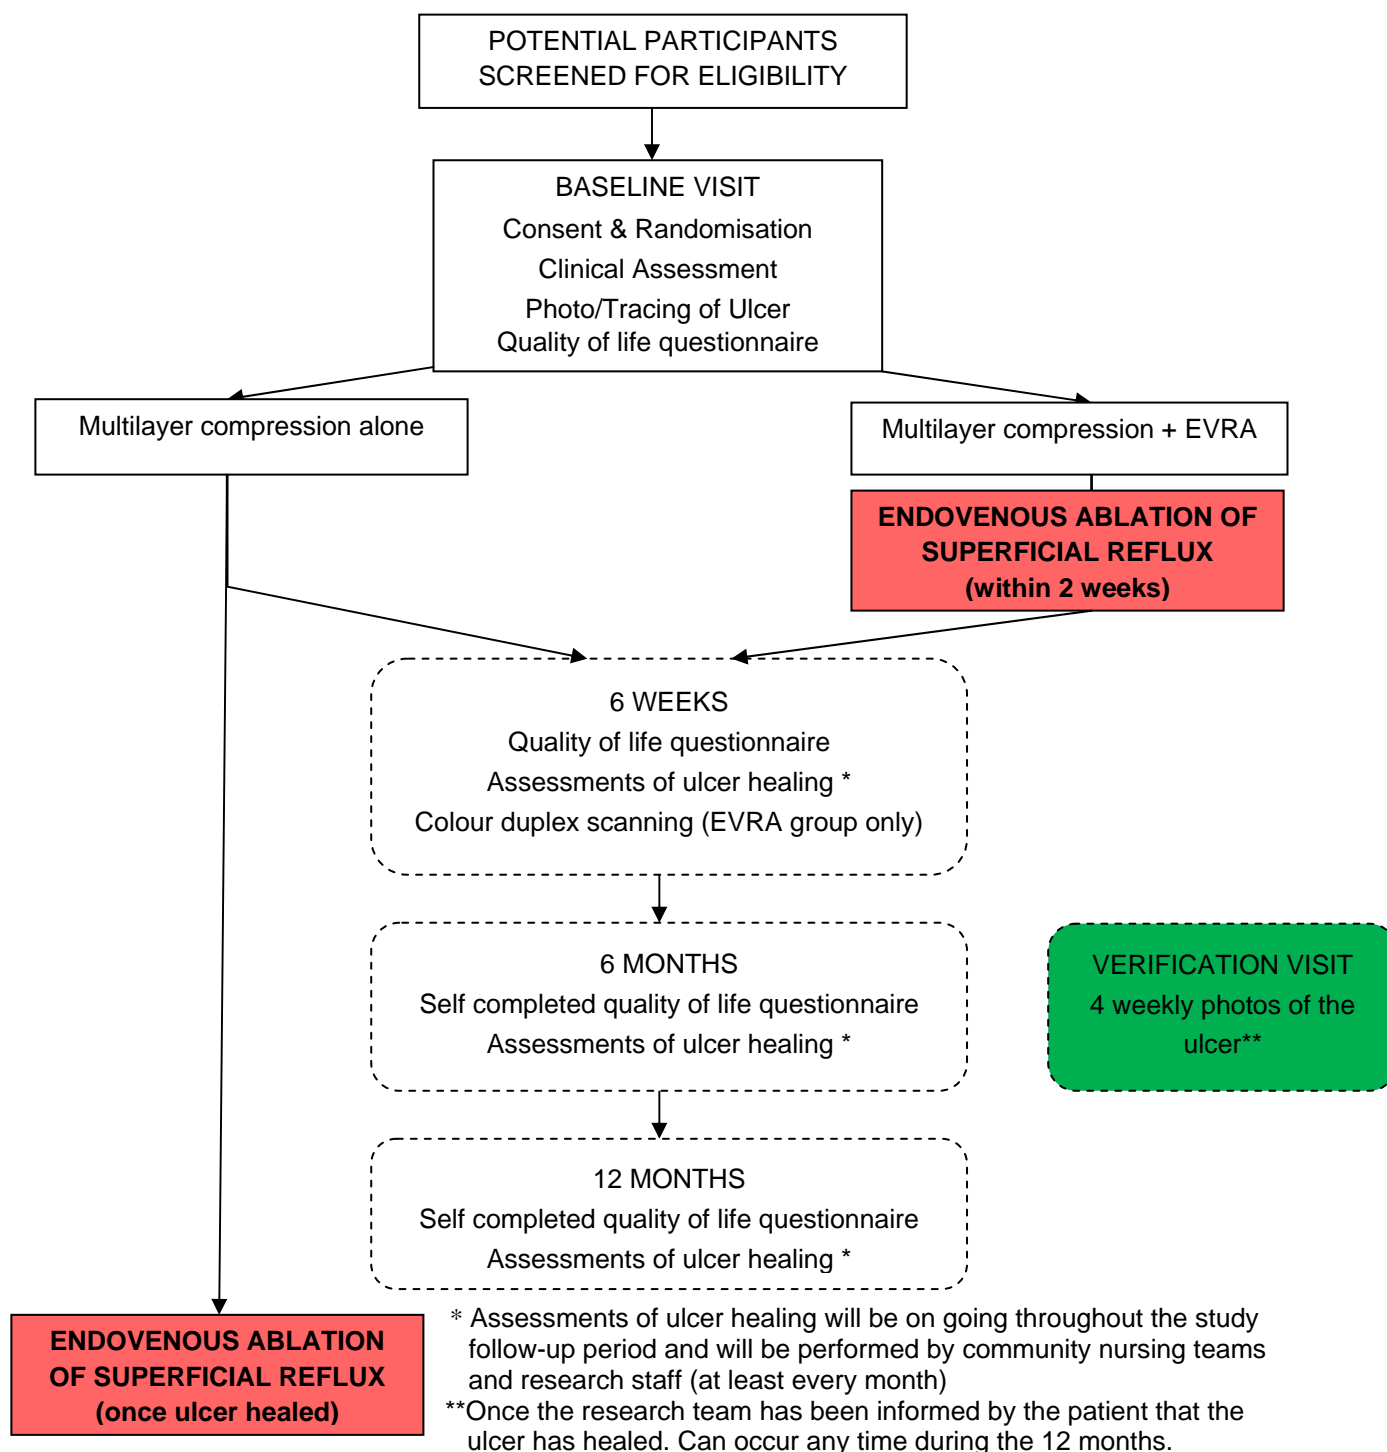 POTENTIAL PARTICIPANTS
SCREENED FOR ELIGIBILITY
BASELINE VISIT
Consent & Randomisation
Clinical Assessment
Photo/Tracing of Ulcer
Quality of life questionnaire
Multilayer compression alone
Multilayer compression + EVRA
ENDOVENOUS ABLATION OF
SUPERFICIAL REFLUX
(within 2 weeks)
6 WEEKS
Quality of life questionnaire
Assessments of ulcer healing *
Colour duplex scanning (EVRA group only)
6 MONTHS
Self completed quality of life questionnaire
Assessments of ulcer healing *
VERIFICATION VISIT
4 weekly photos of the
ulcer**
12 MONTHS
Self completed quality of life questionnaire
Assessments of ulcer healing *
ENDOVENOUS ABLATION
OF SUPERFICIAL REFLUX
(once ulcer healed)
* Assessments of ulcer healing will be on going throughout the study
follow-up period and will be performed by community nursing teams
and research staff (at least every month)
**Once the research team has been informed by the patient that the
ulcer has healed. Can occur any time during the 12 months.